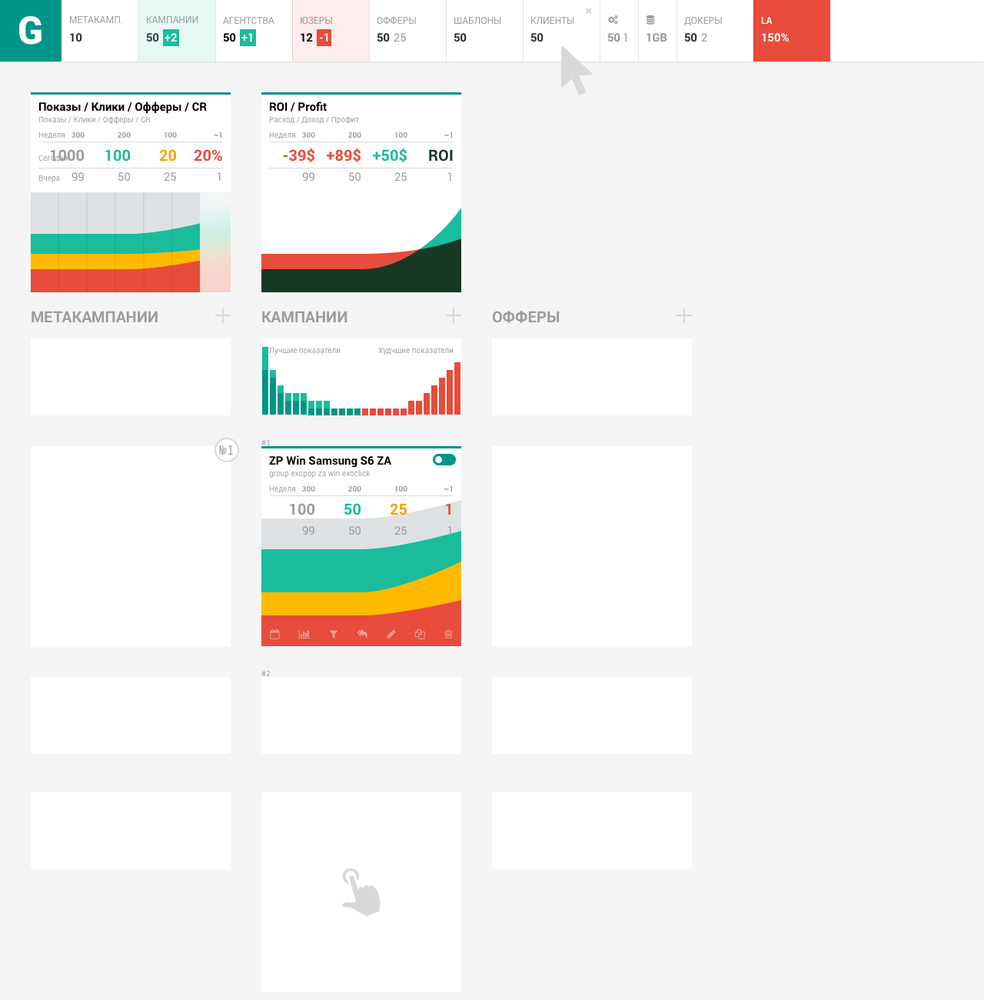 G
МЕТАКАМП.
10
КАМПАНИИ
50 +2
АГЕНТСТВА
50 +1
ЮЗЕРЫ
12 -1
ОФФЕРЫ
50 25
ШАБЛОНЫ
50
КЛИЕНТЫ
50
50 1
1GB
ДОКЕРЫ
50 2
LA
150%
Показы / Клики / Офферы / CR
Показы / Клики / Офферы / CR
Неделя 300 200 100 ~1
Сегодня 1000 100 20 20%
Вчера 99 50 25 1
ROI / Profit
Расход / Доход / Профит
Неделя 300 200 100 ~1
-39$ +89$ +50$ ROI
99 50 25 1
МЕТАКАМПАНИИ
КАМПАНИИ
ОФФЕРЫ
Лучшие показатели
Худчшие показатели
№1
#1
ZP Win Samsung S6 ZA
group exopop za win exoclick
Неделя 300 200 100 ~1
100 50 25 1
99 50 25 1
#2